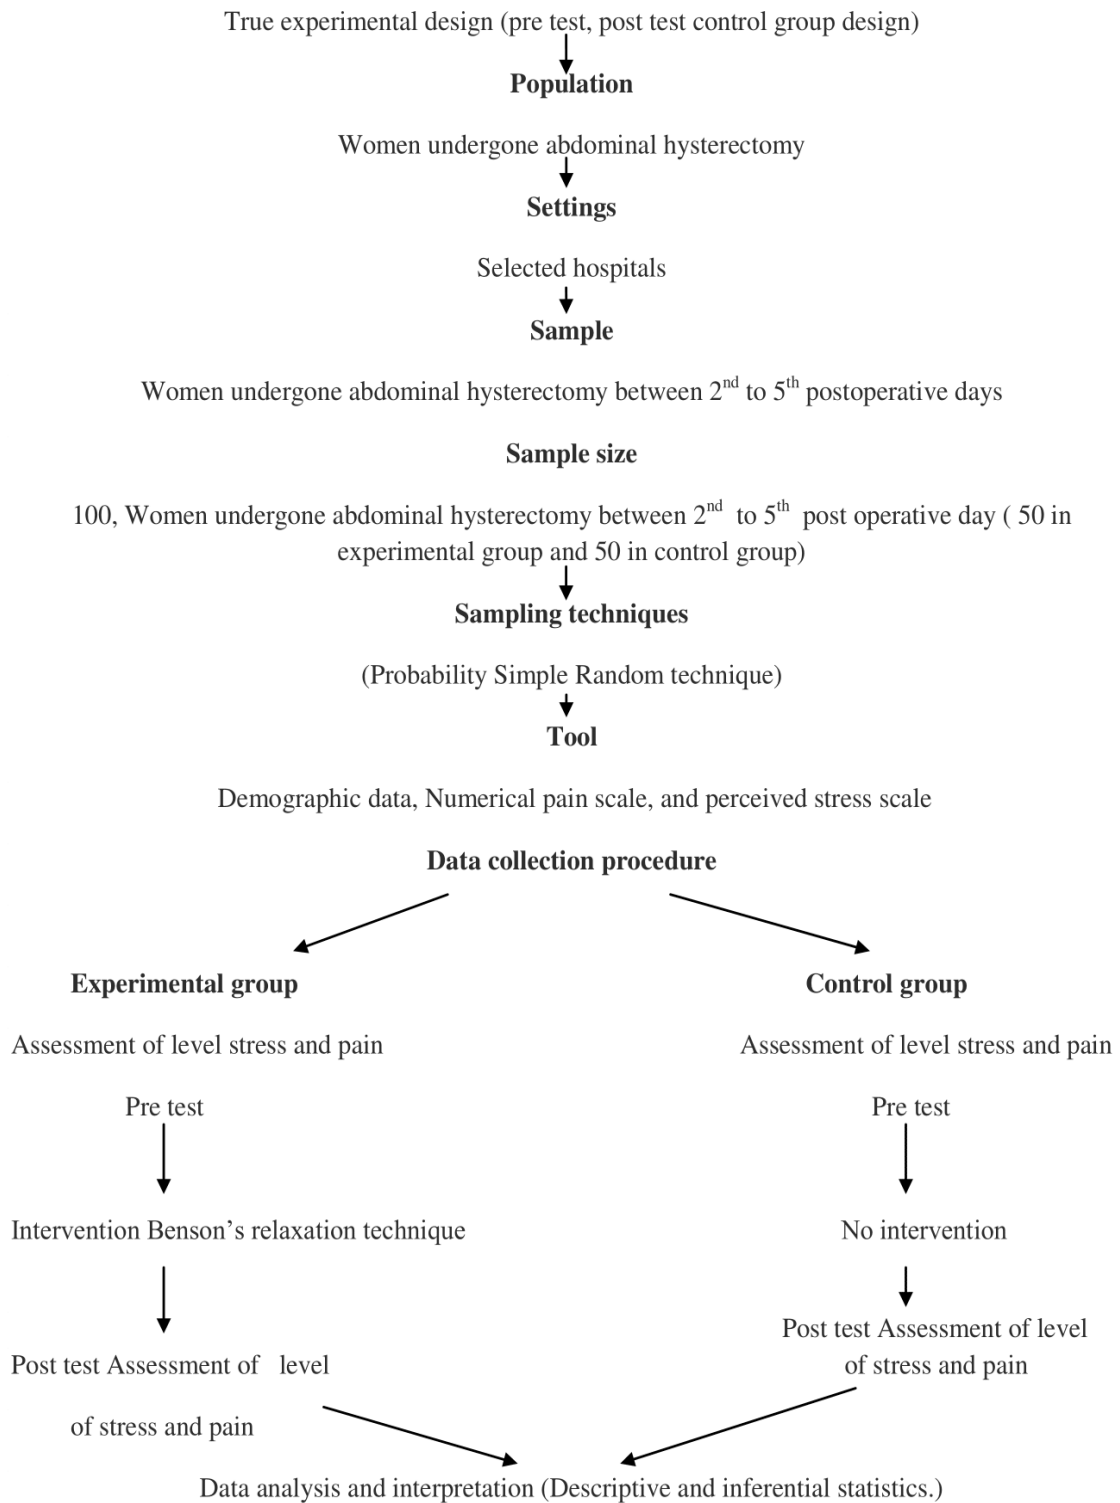 True experimental design (pre test, post test control group design)
Population
Women undergone abdominal hysterectomy
Settings
Selected hospitals
Sample
Women undergone abdominal hysterectomy between 2nd to 5th postoperative days
Sample size
100, Women undergone abdominal hysterectomy between 2nd to 5th post operative day ( 50 in
experimental group and 50 in control group)
Sampling techniques
(Probability Simple Random technique)
Tool
Demographic data, Numerical pain scale, and perceived stress scale
Data collection procedure
Experimental group
Assessment of level stress and pain
Pre test
Intervention Benson’s relaxation technique
Post test Assessment of level
of stress and pain
Control group
Assessment of level stress and pain
Pre test
No intervention
Post test Assessment of level
of stress and pain
Data analysis and interpretation (Descriptive and inferential statistics.)